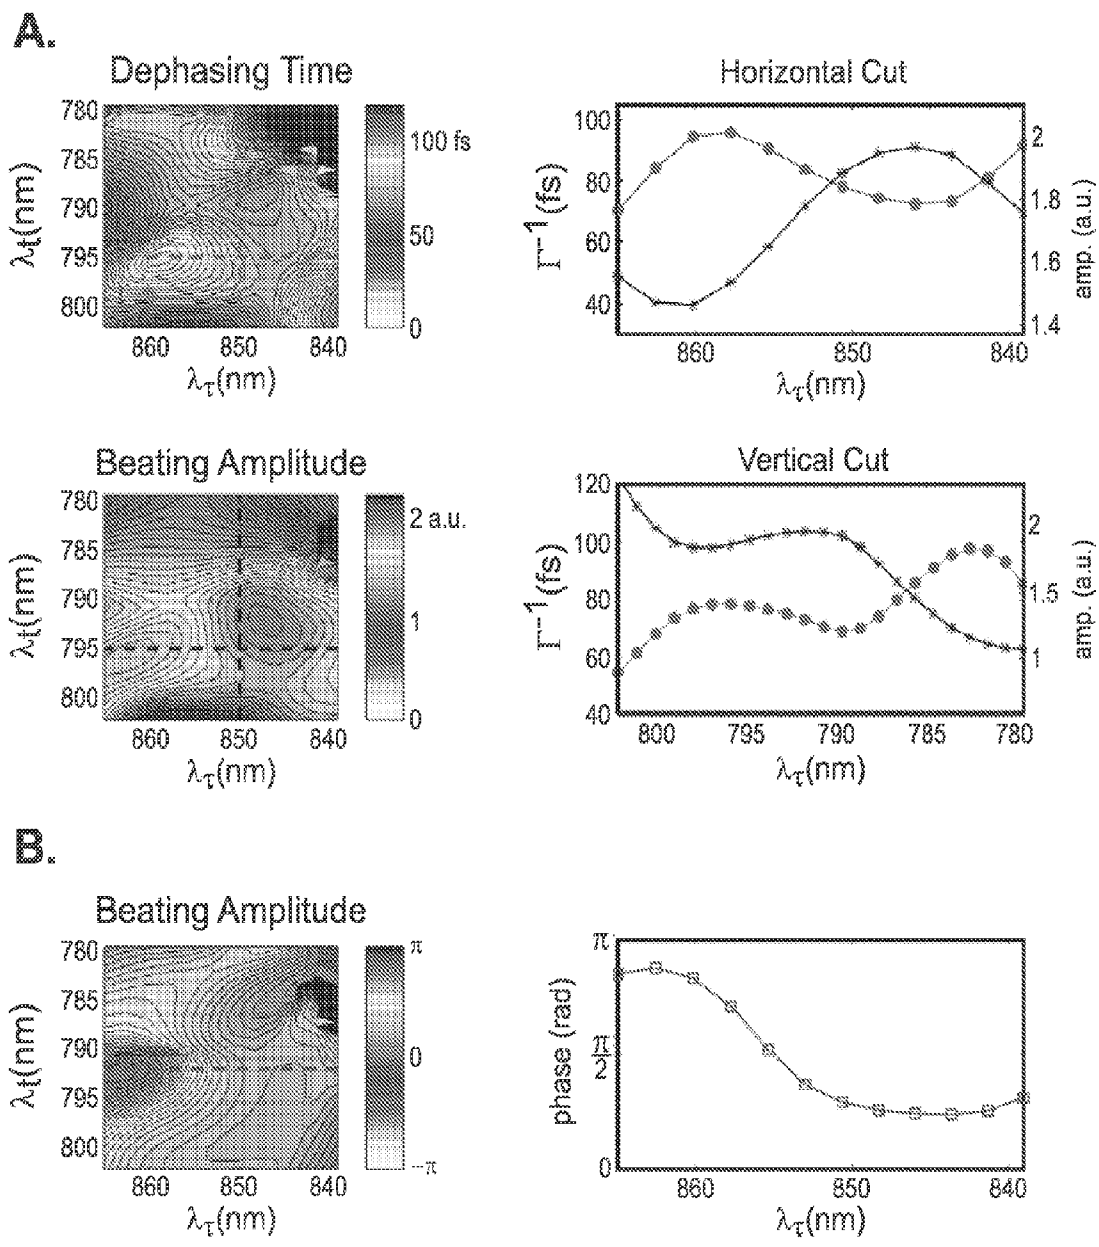 A.
Dephasing Time
780
785
790
795
800
λt(nm)
860 850 840
λτ(nm)
100 fs
50
0
Horizontal Cut
100
80
60
40
Γ⁻¹(fs)
2
1.8
1.6
1.4
amp. (a.u.)
860 850 840
λτ(nm)
Beating Amplitude
780
785
790
795
800
λt(nm)
860 850 840
λτ(nm)
2 a.u.
1
0
Vertical Cut
120
100
80
60
40
Γ⁻¹(fs)
2
1.5
1
amp. (a.u.)
800 795 790 785 780
λτ(nm)
B.
Beating Amplitude
780
785
790
795
800
λt(nm)
860 850 840
λτ(nm)
π
0
-π
π
π/2
0
phase (rad)
860 850 840
λτ(nm)